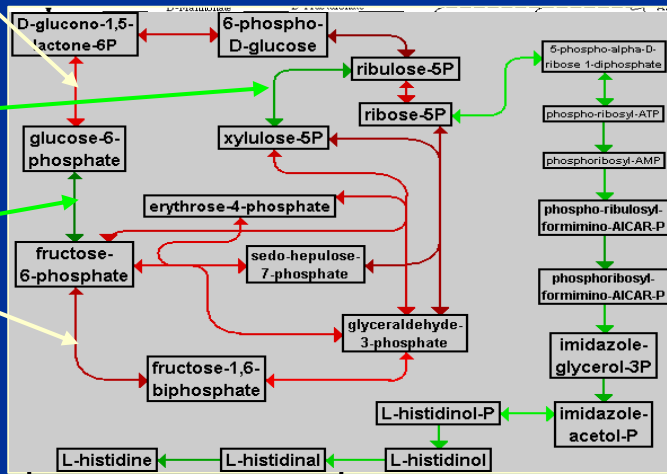 D-glucono-1,5-
lactone-6P
6-phospho-
D-glucose
ribulose-5P
ribose-5P
5-phospho-alpha-D-
ribose 1-diphosphate
glucose-6-
phosphate
xylulose-5P
phospho-ribosyl-ATP
phosphoribosyl-AMP
erythrose-4-phosphate
phospho-ribulosyl-
formimino-AICAR-P
fructose-
6-phosphate
sedo-hepulose-
7-phosphate
phosphoribosyl-
formimino-AICAR-P
glyceraldehyde-
3-phosphate
imidazole-
glycerol-3P
fructose-1,6-
biphosphate
L-histidinol-P
imidazole-
acetol-P
L-histidine
L-histidinal
L-histidinol